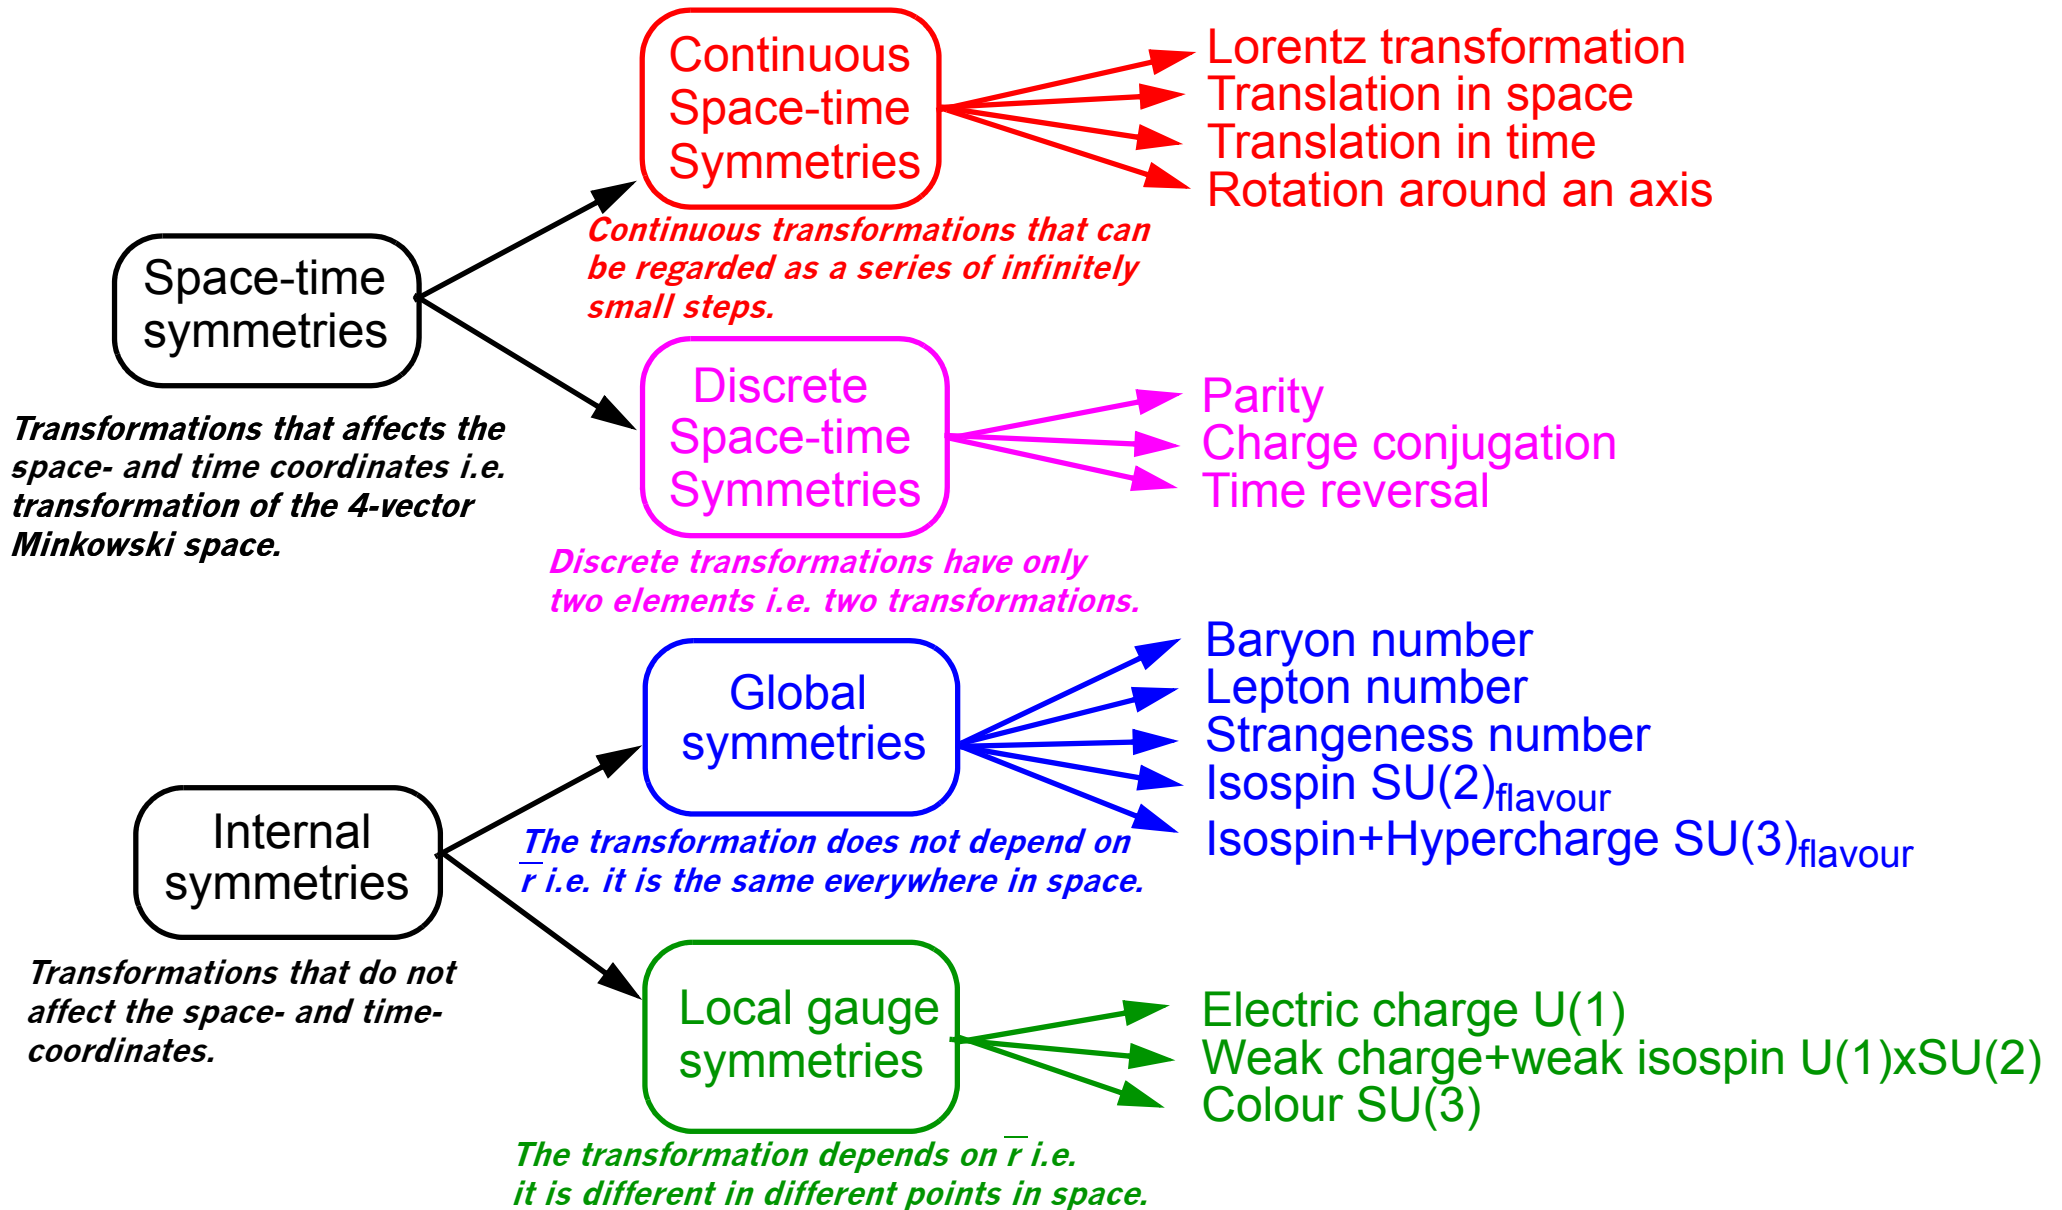 Space-time
symmetries
Transformations that affects the
space- and time coordinates i.e.
transformation of the 4-vector
Minkowski space.
Continuous
Space-time
Symmetries
Continuous transformations that can
be regarded as a series of infinitely
small steps.
Lorentz transformation
Translation in space
Translation in time
Rotation around an axis
Discrete
Space-time
Symmetries
Discrete transformations have only
two elements i.e. two transformations.
Parity
Charge conjugation
Time reversal
Internal
symmetries
Transformations that do not
affect the space- and time-
coordinates.
Global
symmetries
The transformation does not depend on
r̅ i.e. it is the same everywhere in space.
Baryon number
Lepton number
Strangeness number
Isospin SU(2)flavour
Isospin+Hypercharge SU(3)flavour
Local gauge
symmetries
The transformation depends on r̅ i.e.
it is different in different points in space.
Electric charge U(1)
Weak charge+weak isospin U(1)xSU(2)
Colour SU(3)